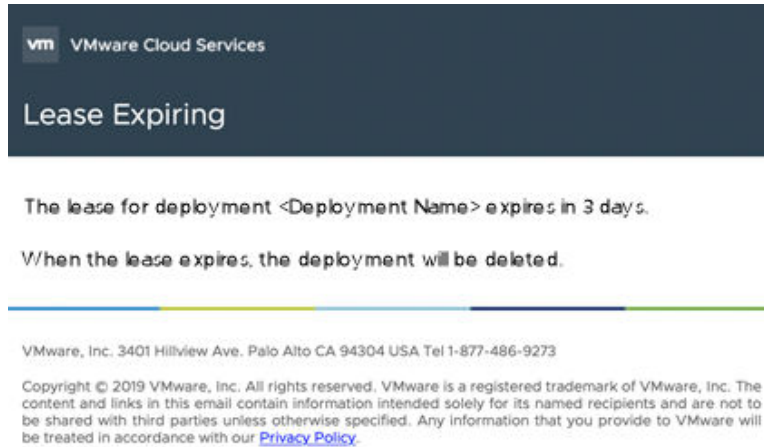 vm VMware Cloud Services
Lease Expiring
The lease for deployment <Deployment Name> expires in 3 days.
When the lease expires, the deployment will be deleted.
VMware, Inc. 3401 Hillview Ave. Palo Alto CA 94304 USA Tel 1-877-486-9273
Copyright © 2019 VMware, Inc. All rights reserved. VMware is a registered trademark of VMware, Inc. The
content and links in this email contain information intended solely for its named recipients and are not to
be shared with third parties unless otherwise specified. Any information that you provide to VMware will
be treated in accordance with our Privacy Policy.